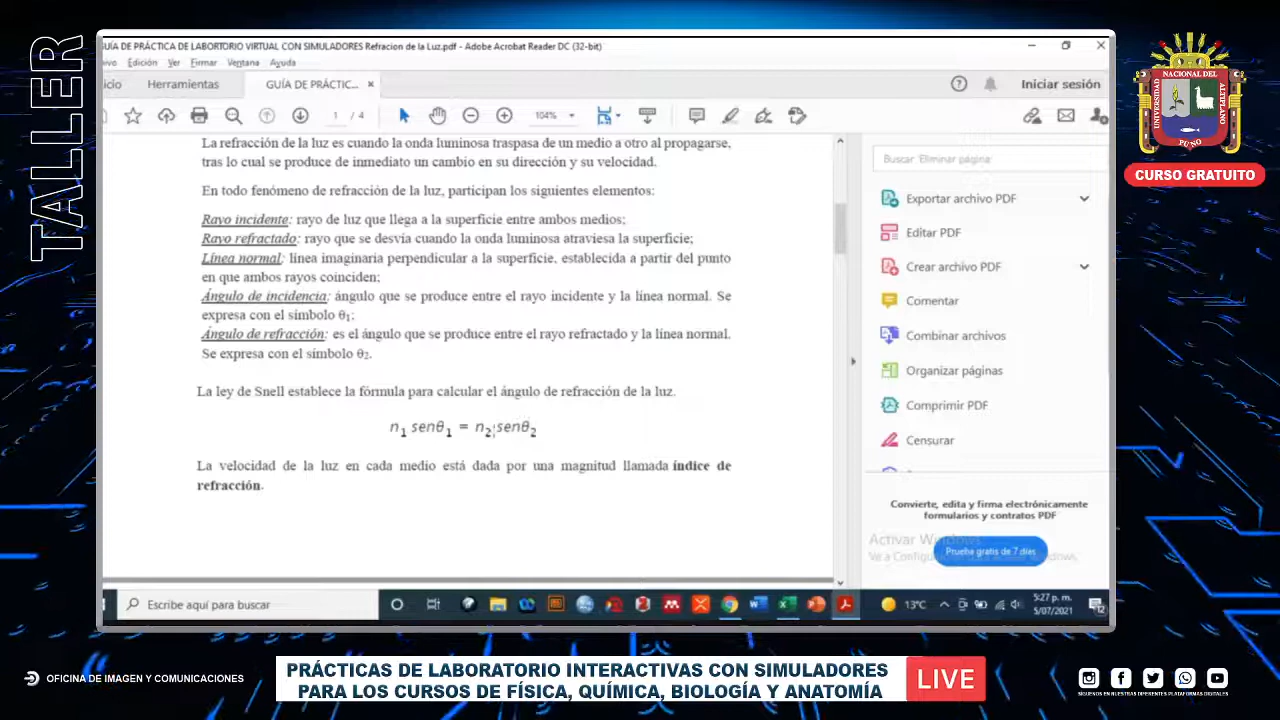 TALLER
GUÍA DE PRÁCTICA DE LABORTORIO VIRTUAL CON SIMULADORES Refracion de la Luz.pdf - Adobe Acrobat Reader DC (32-bit)
Edición Ver Firmar Ventana Ayuda
Herramientas GUÍA DE PRÁCTIC... × Iniciar sesión
1 / 4 104%
La refracción de la luz es cuando la onda luminosa traspasa de un medio a otro al propagarse,
tras lo cual se produce de inmediato un cambio en su dirección y su velocidad.
En todo fenómeno de refracción de la luz, participan los siguientes elementos:
Rayo incidente: rayo de luz que llega a la superficie entre ambos medios;
Rayo refractado: rayo que se desvía cuando la onda luminosa atraviesa la superficie;
Línea normal: línea imaginaria perpendicular a la superficie, establecida a partir del punto
en que ambos rayos coinciden;
Ángulo de incidencia: ángulo que se produce entre el rayo incidente y la línea normal. Se
expresa con el símbolo θ₁;
Ángulo de refracción: es el ángulo que se produce entre el rayo refractado y la línea normal.
Se expresa con el símbolo θ₂.
La ley de Snell establece la fórmula para calcular el ángulo de refracción de la luz.
n₁ senθ₁ = n₂ senθ₂
La velocidad de la luz en cada medio está dada por una magnitud llamada índice de
refracción.
Buscar 'Eliminar página'
Exportar archivo PDF
Editar PDF
Crear archivo PDF
Comentar
Combinar archivos
Organizar páginas
Comprimir PDF
Censurar
Convierte, edita y firma electrónicamente
formularios y contratos PDF
Activar Windows
Prueba gratis de 7 días
Escribe aquí para buscar
13°C
5:27 p. m.
5/07/2021
12
UNIVERSIDAD NACIONAL DEL ALTIPLANO
PUNO
CURSO GRATUITO
OFICINA DE IMAGEN Y COMUNICACIONES
PRÁCTICAS DE LABORATORIO INTERACTIVAS CON SIMULADORES
PARA LOS CURSOS DE FÍSICA, QUÍMICA, BIOLOGÍA Y ANATOMÍA
LIVE
SIGUENOS EN NUESTRAS DIFERENTES PLATAFORMAS DIGITALES